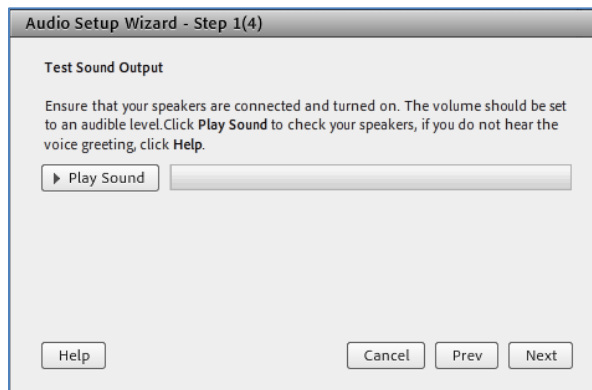 Audio Setup Wizard - Step 1(4)
Test Sound Output
Ensure that your speakers are connected and turned on. The volume should be set
to an audible level.Click Play Sound to check your speakers, if you do not hear the
voice greeting, click Help.
Play Sound
Help Cancel Prev Next